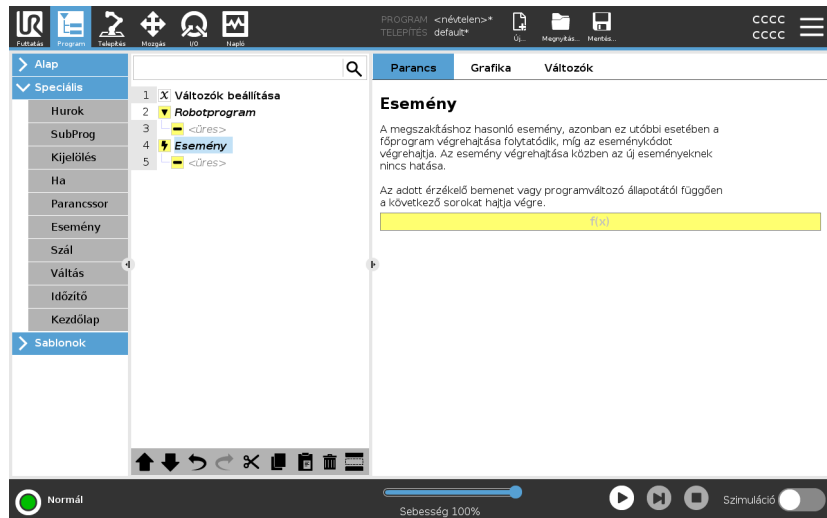 PROGRAM <névtelen>*
TELEPÍTÉS default*
CCCC
CCCC
Futtatás Program Telepítés Mozgás I/O Napló Új... Megnyitás... Mentés...
Alap
Speciális
Hurok
SubProg
Kijelölés
Ha
Parancssor
Esemény
Szál
Váltás
Időzítő
Kezdőlap
Sablonok
1 X Változók beállítása
2 Robotprogram
3 <üres>
4 Esemény
5 <üres>
Parancs Grafika Változók
Esemény
A megszakításhoz hasonló esemény, azonban ez utóbbi esetében a
főprogram végrehajtása folytatódik, míg az eseménykódot
végrehajtja. Az esemény végrehajtása közben az új eseményeknek
nincs hatása.
Az adott érzékelő bemenet vagy programváltozó állapotától függően
a következő sorokat hajtja végre.
f(x)
Normál
Sebesség 100%
Szimuláció